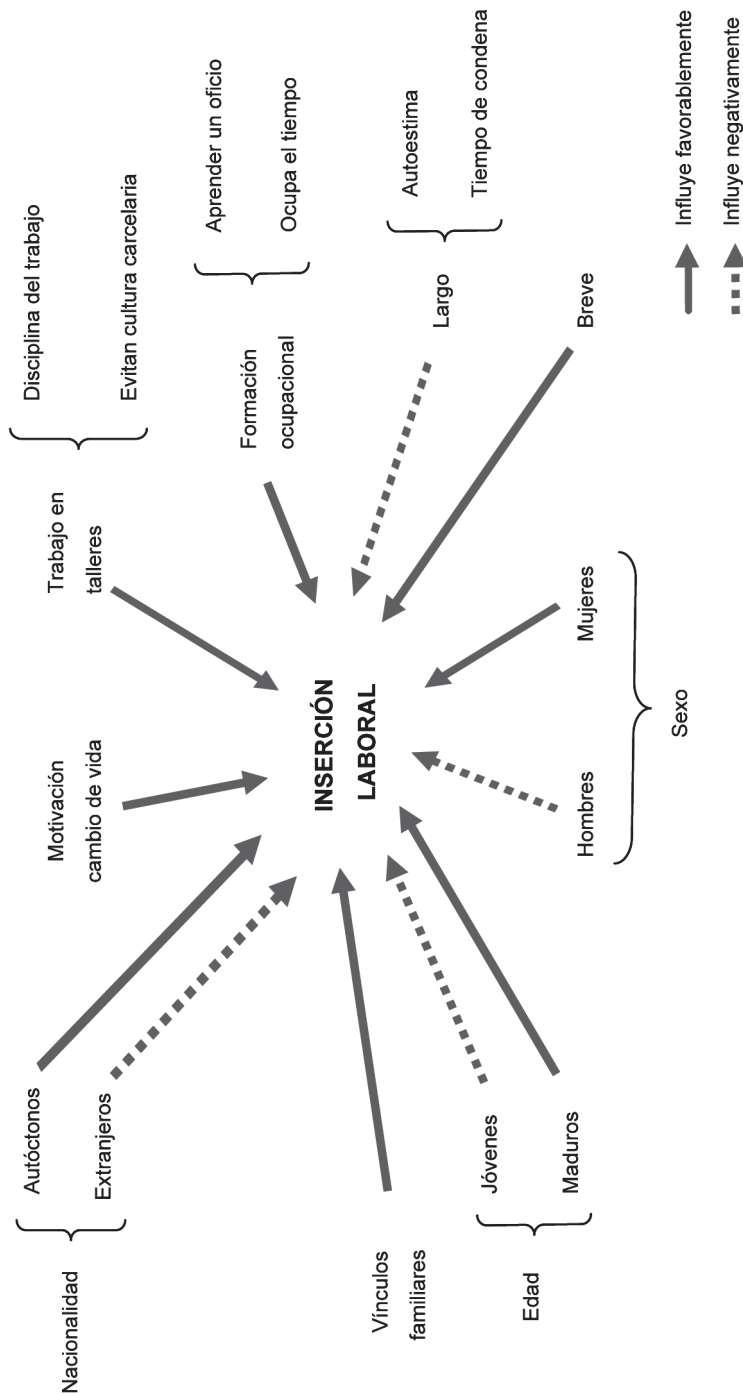 Disciplina del trabajo
Evitan cultura carcelaria
Trabajo en
talleres
Motivación
cambio de vida
Autóctonos
Extranjeros
Nacionalidad
Aprender un oficio
Ocupa el tiempo
Formación
ocupacional
INSERCIÓN
LABORAL
Vínculos
familiares
Autoestima
Tiempo de condena
Largo
Breve
Jóvenes
Maduros
Edad
Mujeres
Hombres
Sexo
Influye favorablemente
Influye negativamente